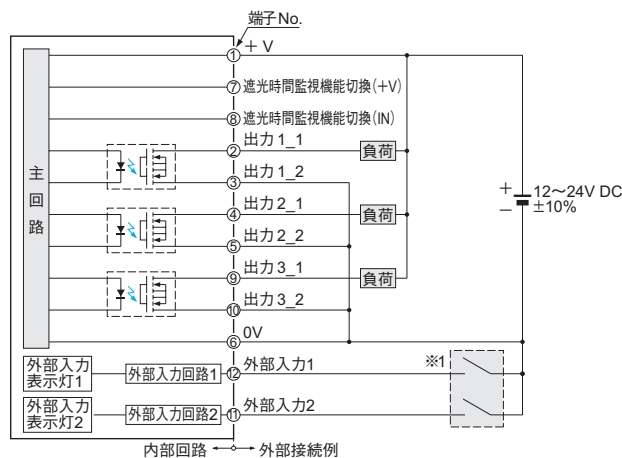 端子No.
① + V
⑦ 遮光時間監視機能切換(+V)
⑧ 遮光時間監視機能切換(IN)
② 出力1_1
負荷
③ 出力1_2
④ 出力2_1
負荷
⑤ 出力2_2
⑨ 出力3_1
負荷
⑩ 出力3_2
⑥ 0V
主回路
+
−
12〜24V DC
±10%
外部入力
表示灯1
外部入力回路1
⑫ 外部入力1
※1
外部入力
表示灯2
外部入力回路2
⑪ 外部入力2
内部回路
外部接続例